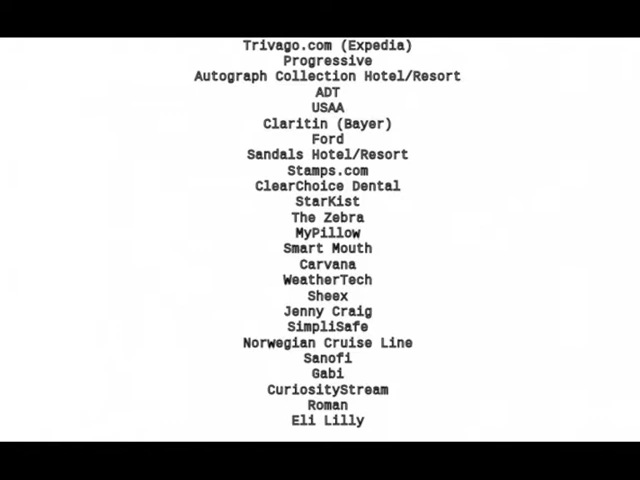 Trivago.com (Expedia)
Progressive
Autograph Collection Hotel/Resort
ADT
USAA
Claritin (Bayer)
Ford
Sandals Hotel/Resort
Stamps.com
ClearChoice Dental
StarKist
The Zebra
MyPillow
Smart Mouth
Carvana
WeatherTech
Sheex
Jenny Craig
SimpliSafe
Norwegian Cruise Line
Sanofi
Gabi
CuriosityStream
Roman
Eli Lilly